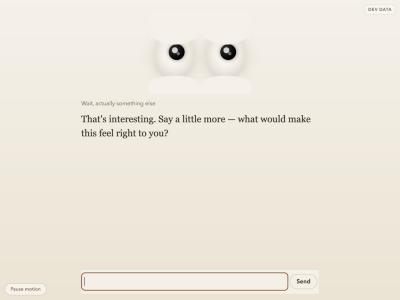 DEV DATA
Wait, actually something else
That's interesting. Say a little more — what would make
this feel right to you?
Send
Pause motion